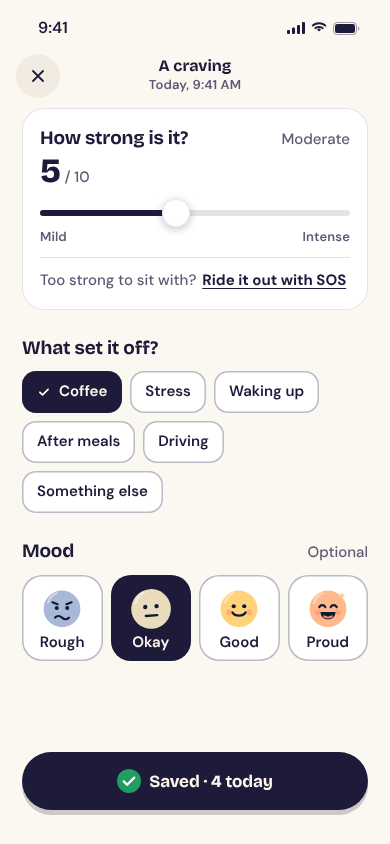 9:41
A craving
Today, 9:41 AM
How strong is it?
Moderate
5 / 10
Mild
Intense
Too strong to sit with? Ride it out with SOS
What set it off?
Coffee
Stress
Waking up
After meals
Driving
Something else
Mood
Optional
Rough
Okay
Good
Proud
Saved · 4 today